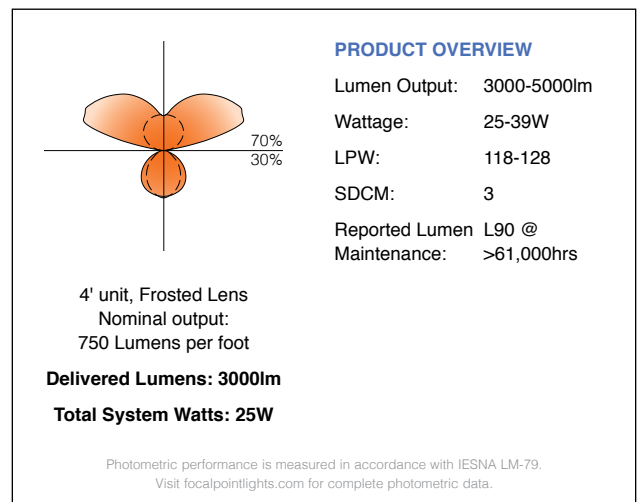 70%
30%
4' unit, Frosted Lens
Nominal output:
750 Lumens per foot
Delivered Lumens: 3000lm
Total System Watts: 25W
PRODUCT OVERVIEW
Lumen Output: 3000-5000lm
Wattage: 25-39W
LPW: 118-128
SDCM: 3
Reported Lumen L90 @
Maintenance: >61,000hrs
Photometric performance is measured in accordance with IESNA LM-79.
Visit focalpointlights.com for complete photometric data.